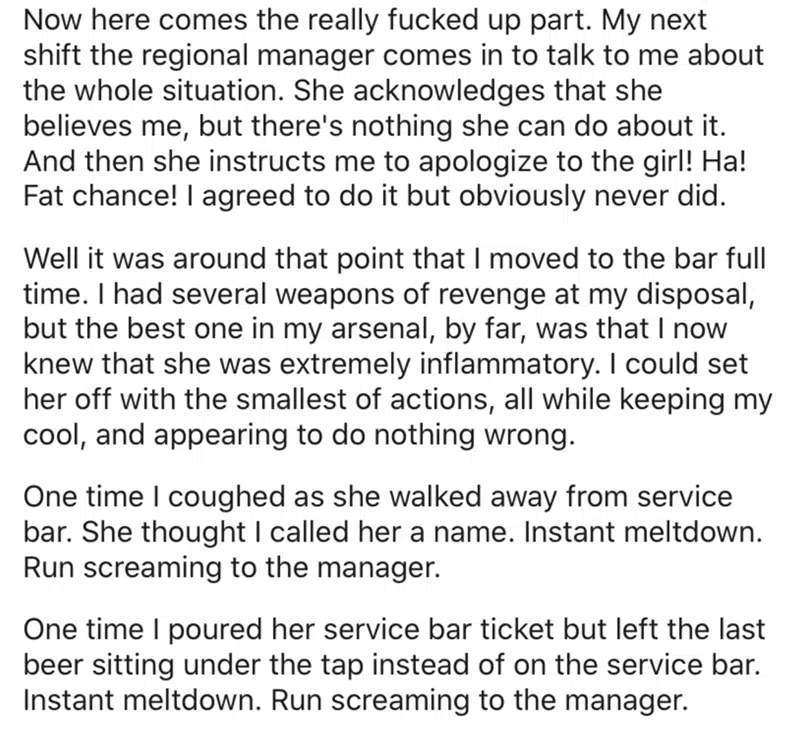 Now here comes the really fucked up part. My next
shift the regional manager comes in to talk to me about
the whole situation. She acknowledges that she
believes me, but there's nothing she can do about it.
And then she instructs me to apologize to the girl! Ha!
Fat chance! I agreed to do it but obviously never did.
Well it was around that point that I moved to the bar full
time. I had several weapons of revenge at my disposal,
but the best one in my arsenal, by far, was that I now
knew that she was extremely inflammatory. I could set
her off with the smallest of actions, all while keeping my
cool, and appearing to do nothing wrong.
One time I coughed as she walked away from service
bar. She thought I called her a name. Instant meltdown.
Run screaming to the manager.
One time I poured her service bar ticket but left the last
beer sitting under the tap instead of on the service bar.
Instant meltdown. Run screaming to the manager.